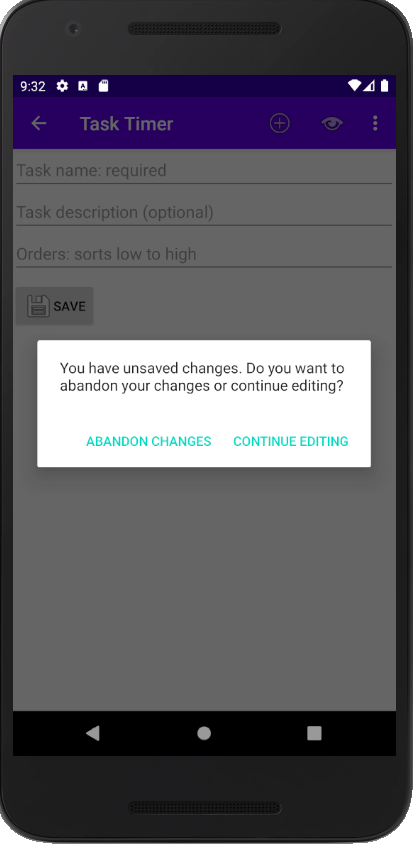 9:32
Task Timer
Task name: required
Task description (optional)
Orders: sorts low to high
SAVE
You have unsaved changes. Do you want to
abandon your changes or continue editing?
ABANDON CHANGES CONTINUE EDITING